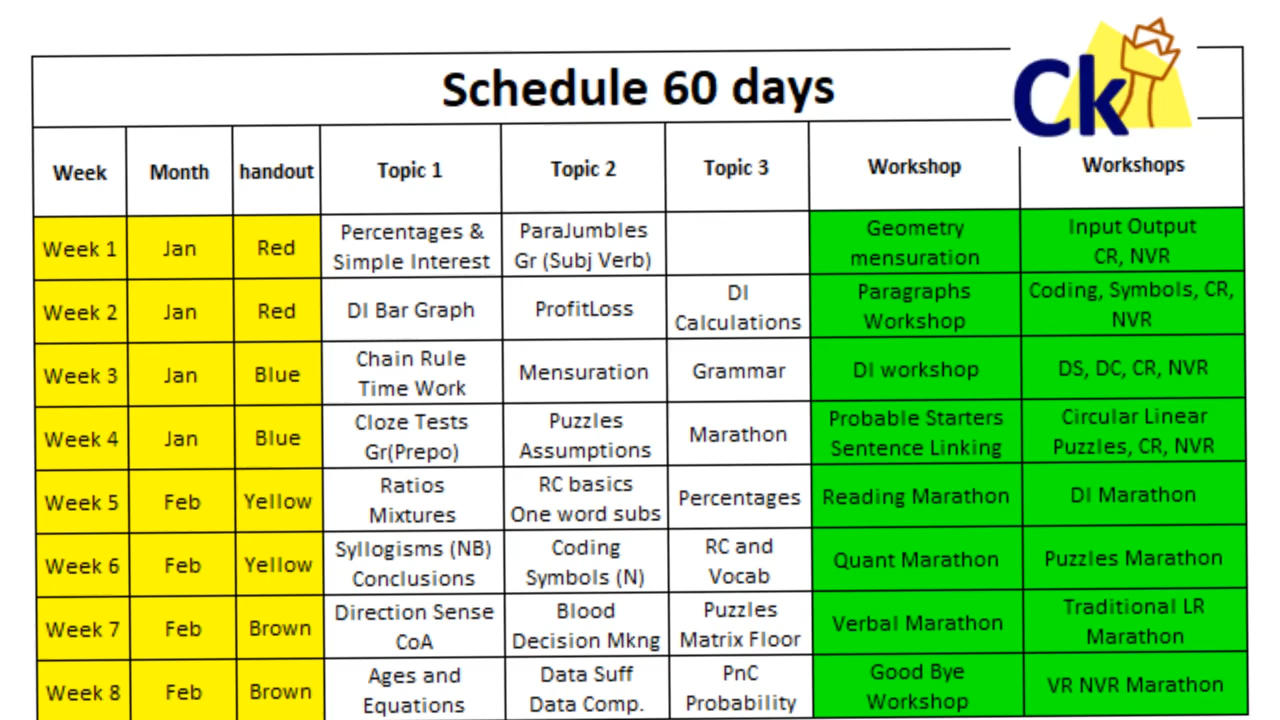 Schedule 60 days
Ck
Week Month handout Topic 1 Topic 2 Topic 3 Workshop Workshops
Week 1 Jan Red Percentages & Simple Interest ParaJumbles Gr (Subj Verb) Geometry mensuration Input Output CR, NVR
Week 2 Jan Red DI Bar Graph ProfitLoss DI Calculations Paragraphs Workshop Coding, Symbols, CR, NVR
Week 3 Jan Blue Chain Rule Time Work Mensuration Grammar DI workshop DS, DC, CR, NVR
Week 4 Jan Blue Cloze Tests Gr(Prepo) Puzzles Assumptions Marathon Probable Starters Sentence Linking Circular Linear Puzzles, CR, NVR
Week 5 Feb Yellow Ratios Mixtures RC basics One word subs Percentages Reading Marathon DI Marathon
Week 6 Feb Yellow Syllogisms (NB) Conclusions Coding Symbols (N) RC and Vocab Quant Marathon Puzzles Marathon
Week 7 Feb Brown Direction Sense CoA Blood Decision Mkng Puzzles Matrix Floor Verbal Marathon Traditional LR Marathon
Week 8 Feb Brown Ages and Equations Data Suff Data Comp. PnC Probability Good Bye Workshop VR NVR Marathon